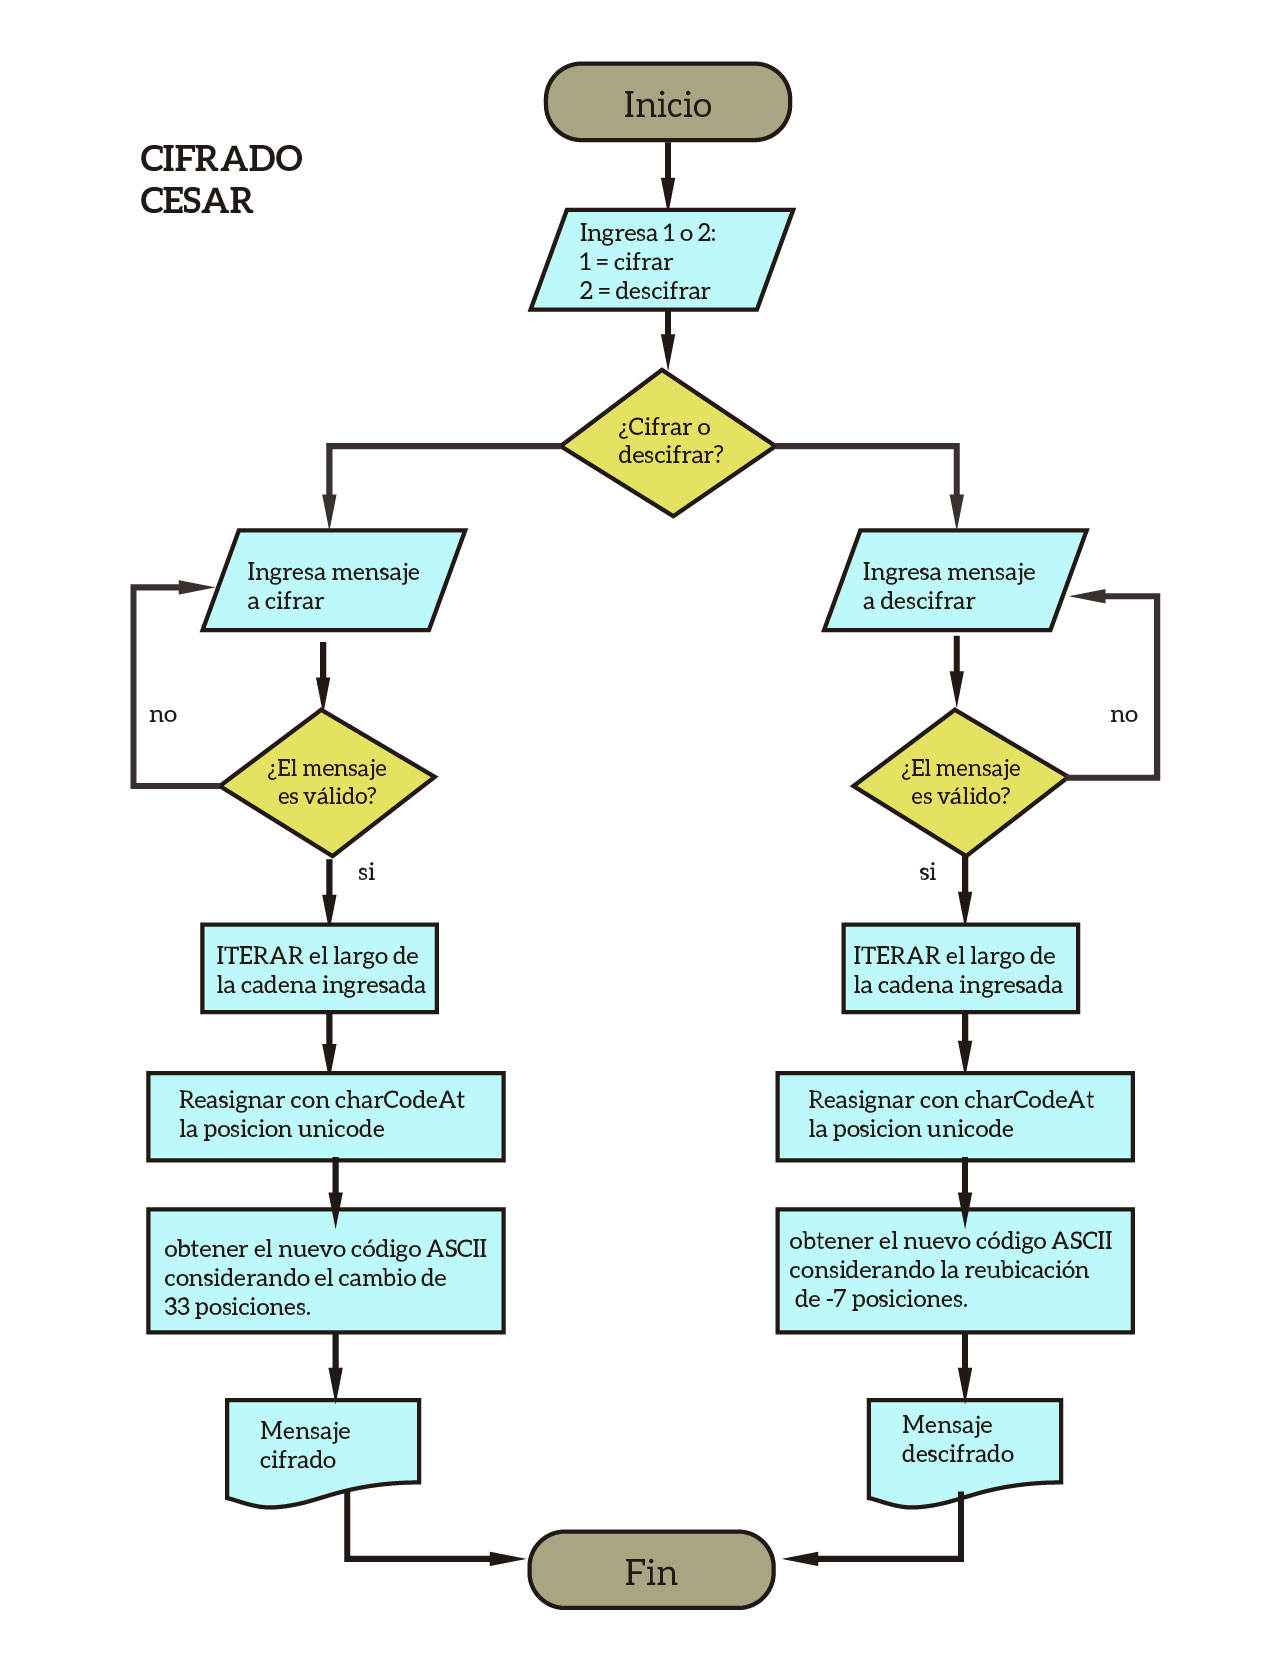 Inicio
CIFRADO
CESAR
Ingresa 1 o 2:
1 = cifrar
2 = descifrar
¿Cifrar o
descifrar?
Ingresa mensaje
a cifrar
no
¿El mensaje
es válido?
si
ITERAR el largo de
la cadena ingresada
Reasignar con charCodeAt
la posicion unicode
obtener el nuevo código ASCII
considerando el cambio de
33 posiciones.
Mensaje
cifrado
Ingresa mensaje
a descifrar
no
¿El mensaje
es válido?
si
ITERAR el largo de
la cadena ingresada
Reasignar con charCodeAt
la posicion unicode
obtener el nuevo código ASCII
considerando la reubicación
de -7 posiciones.
Mensaje
descifrado
Fin